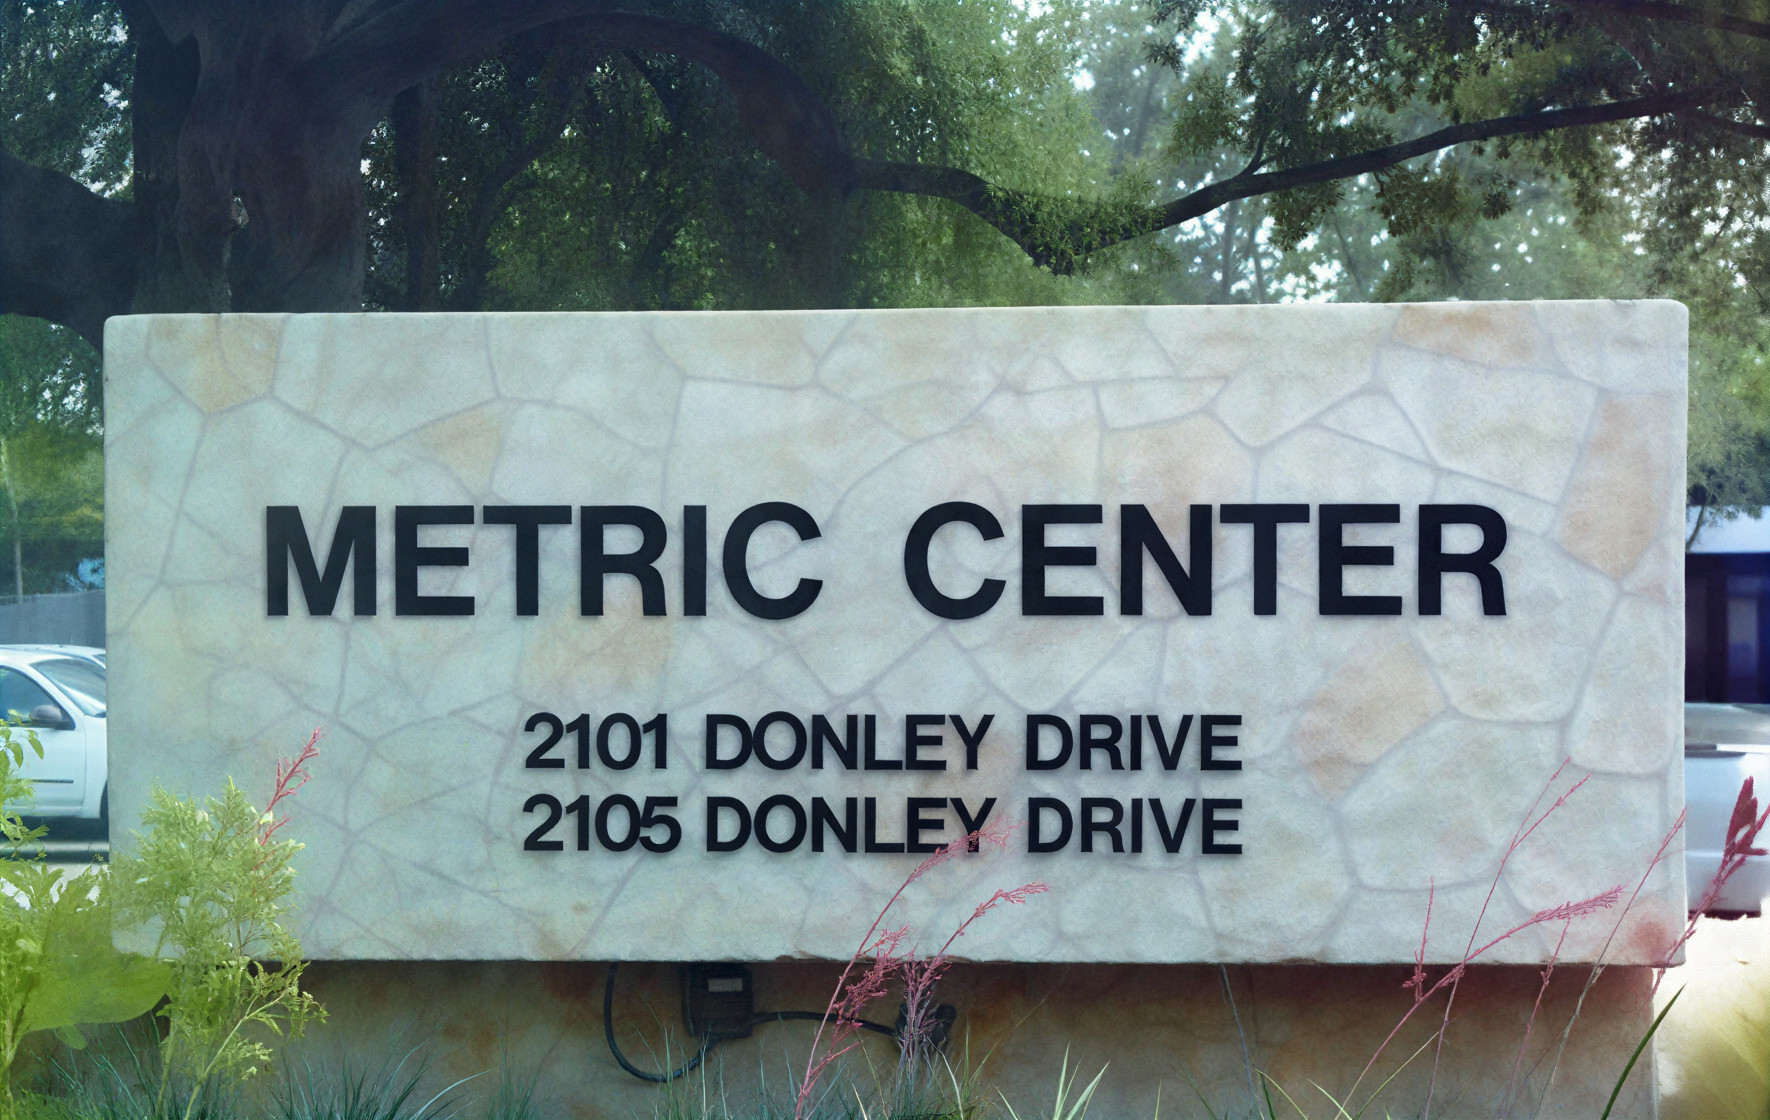 METRIC CENTER
2101 DONLEY DRIVE
2105 DONLEY DRIVE